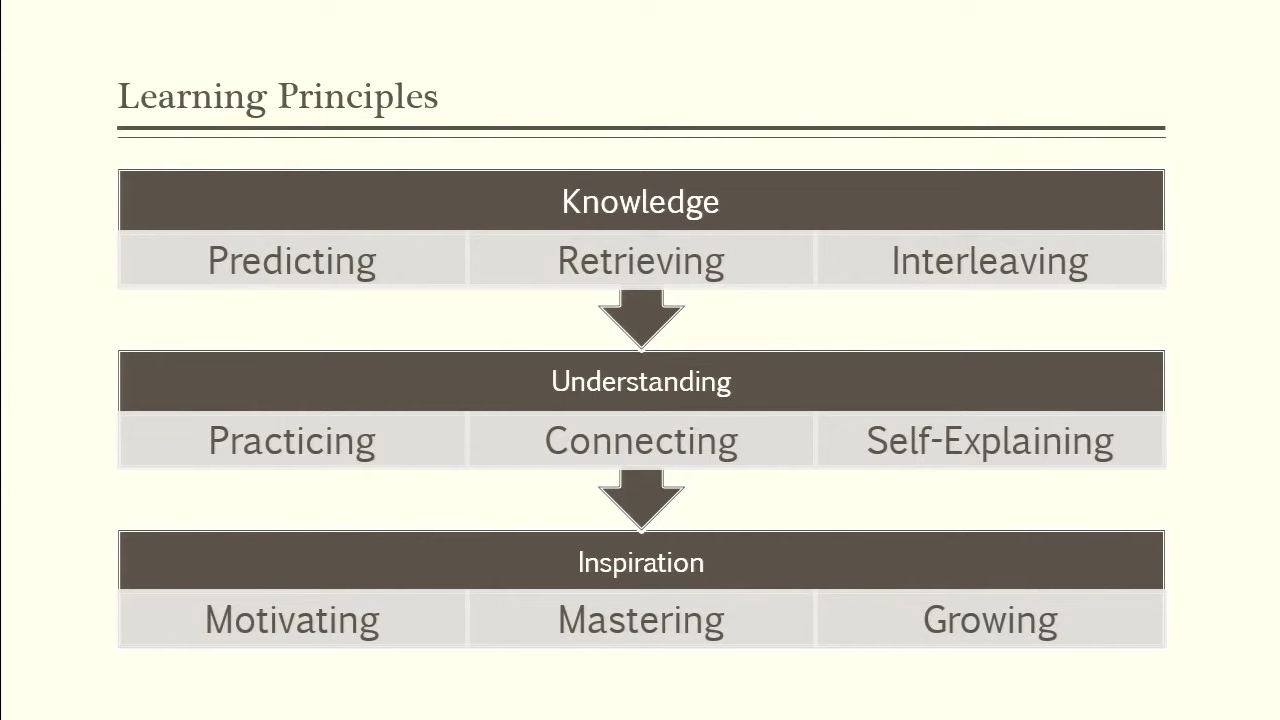 Learning Principles
Knowledge
Predicting Retrieving Interleaving
Understanding
Practicing Connecting Self-Explaining
Inspiration
Motivating Mastering Growing